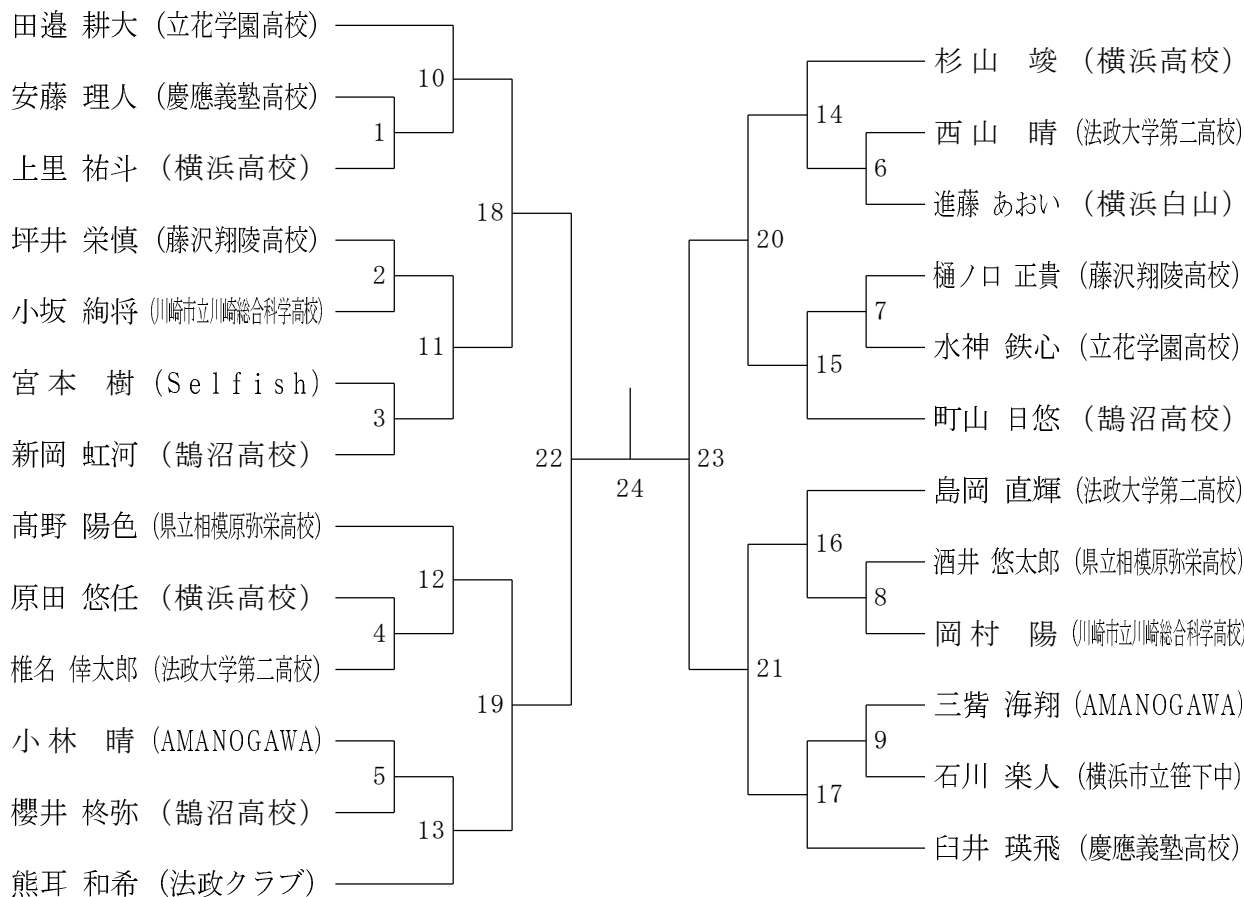 田邉 耕大 (立花学園高校)
10
安藤 理人 (慶應義塾高校)
1
上里 祐斗 (横浜高校)
18
坪井 栄慎 (藤沢翔陵高校)
2
小坂 絢将 (川崎市立川崎総合科学高校)
11
宮本 樹 (Selfish)
3
新岡 虹河 (鵠沼高校)
22
髙野 陽色 (県立相模原弥栄高校)
12
原田 悠任 (横浜高校)
4
椎名 倖太郎 (法政大学第二高校)
19
小林 晴 (AMANOGAWA)
5
櫻井 柊弥 (鵠沼高校)
13
熊耳 和希 (法政クラブ)
24
杉山 竣 (横浜高校)
14
西山 晴 (法政大学第二高校)
6
進藤 あおい (横浜白山)
20
樋ノ口 正貴 (藤沢翔陵高校)
7
水神 鉄心 (立花学園高校)
15
町山 日悠 (鵠沼高校)
23
島岡 直輝 (法政大学第二高校)
16
酒井 悠太郎 (県立相模原弥栄高校)
8
岡村 陽 (川崎市立川崎総合科学高校)
21
三觜 海翔 (AMANOGAWA)
9
石川 楽人 (横浜市立笹下中)
17
臼井 瑛飛 (慶應義塾高校)